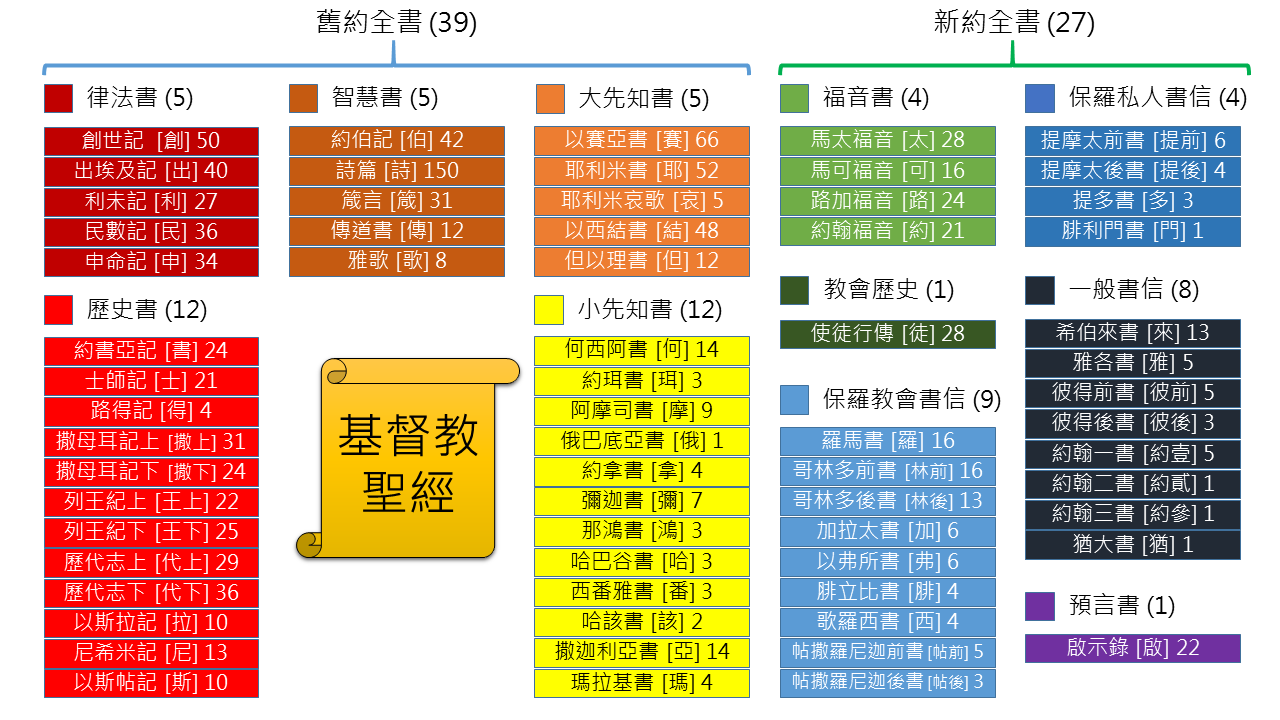 舊約全書 (39)
律法書 (5)
創世記 [創] 50
出埃及記 [出] 40
利未記 [利] 27
民數記 [民] 36
申命記 [申] 34
歷史書 (12)
約書亞記 [書] 24
士師記 [士] 21
路得記 [得] 4
撒母耳記上 [撒上] 31
撒母耳記下 [撒下] 24
列王紀上 [王上] 22
列王紀下 [王下] 25
歷代志上 [代上] 29
歷代志下 [代下] 36
以斯拉記 [拉] 10
尼希米記 [尼] 13
以斯帖記 [斯] 10
智慧書 (5)
約伯記 [伯] 42
詩篇 [詩] 150
箴言 [箴] 31
傳道書 [傳] 12
雅歌 [歌] 8
基督教
聖經
大先知書 (5)
以賽亞書 [賽] 66
耶利米書 [耶] 52
耶利米哀歌 [哀] 5
以西結書 [結] 48
但以理書 [但] 12
小先知書 (12)
何西阿書 [何] 14
約珥書 [珥] 3
阿摩司書 [摩] 9
俄巴底亞書 [俄] 1
約拿書 [拿] 4
彌迦書 [彌] 7
那鴻書 [鴻] 3
哈巴谷書 [哈] 3
西番雅書 [番] 3
哈該書 [該] 2
撒迦利亞書 [亞] 14
瑪拉基書 [瑪] 4
新約全書 (27)
福音書 (4)
馬太福音 [太] 28
馬可福音 [可] 16
路加福音 [路] 24
約翰福音 [約] 21
教會歷史 (1)
使徒行傳 [徒] 28
保羅教會書信 (9)
羅馬書 [羅] 16
哥林多前書 [林前] 16
哥林多後書 [林後] 13
加拉太書 [加] 6
以弗所書 [弗] 6
腓立比書 [腓] 4
歌羅西書 [西] 4
帖撒羅尼迦前書 [帖前] 5
帖撒羅尼迦後書 [帖後] 3
保羅私人書信 (4)
提摩太前書 [提前] 6
提摩太後書 [提後] 4
提多書 [多] 3
腓利門書 [門] 1
一般書信 (8)
希伯來書 [來] 13
雅各書 [雅] 5
彼得前書 [彼前] 5
彼得後書 [彼後] 3
約翰一書 [約壹] 5
約翰二書 [約貳] 1
約翰三書 [約參] 1
猶大書 [猶] 1
預言書 (1)
啟示錄 [啟] 22